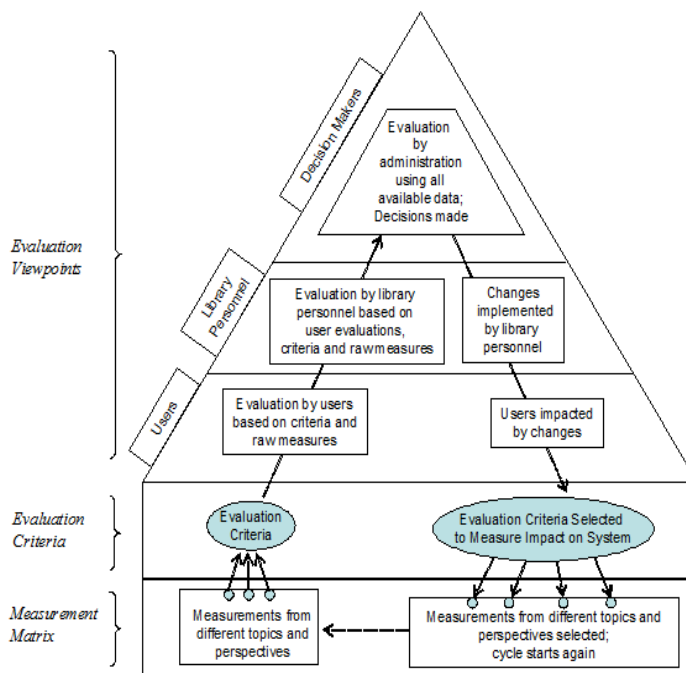 Decision Makers
Evaluation
by
administration
using all
available data;
Decisions made
Evaluation
Viewpoints
Library
Personnel
Evaluation by library
personnel based on
user evaluations,
criteria and raw measures
Changes
implemented
by library
personnel
Users
Evaluation by users
based on criteria and
raw measures
Users impacted
by changes
Evaluation
Criteria
Evaluation
Criteria
Evaluation Criteria Selected
to Measure Impact on System
Measurement
Matrix
Measurements from
different topics and
perspectives
Measurements from different topics and
perspectives selected;
cycle starts again